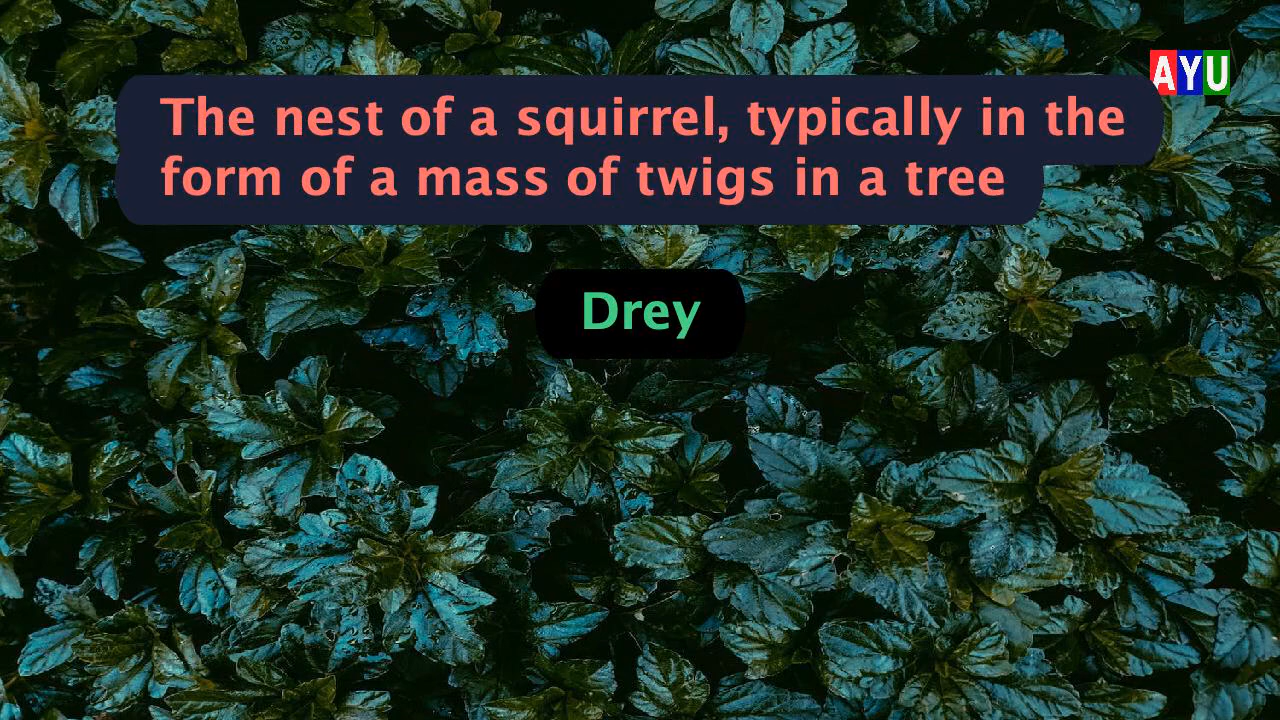 AYU
The nest of a squirrel, typically in the
form of a mass of twigs in a tree
Drey